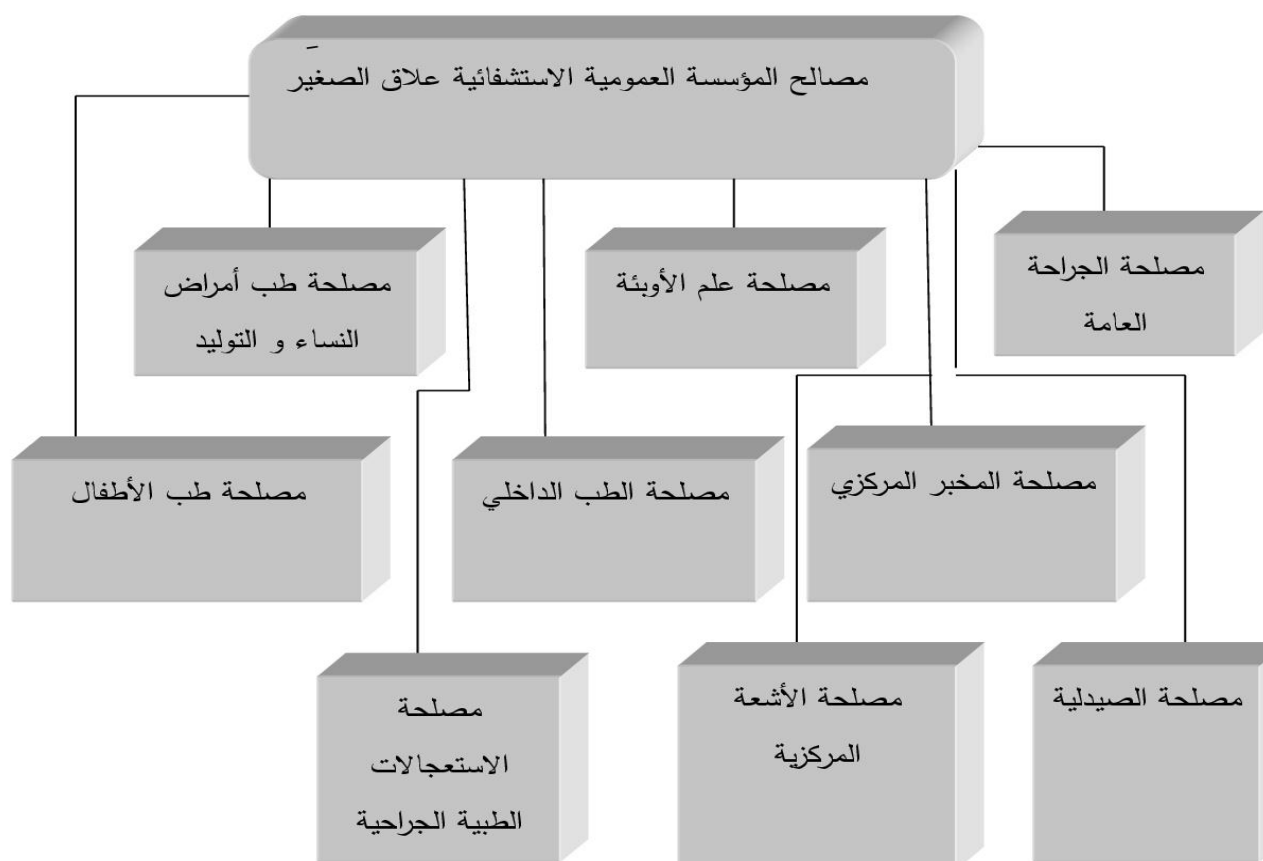 مصالح المؤسسة العمومية الاستشفائية علاق الصغير
مصلحة الجراحة
العامة
مصلحة علم الأوبئة
مصلحة طب أمراض
النساء و التوليد
مصلحة المخبر المركزي
مصلحة الطب الداخلي
مصلحة طب الأطفال
مصلحة الصيدلية
مصلحة الأشعة
المركزية
مصلحة
الاستعجالات
الطبية الجراحية